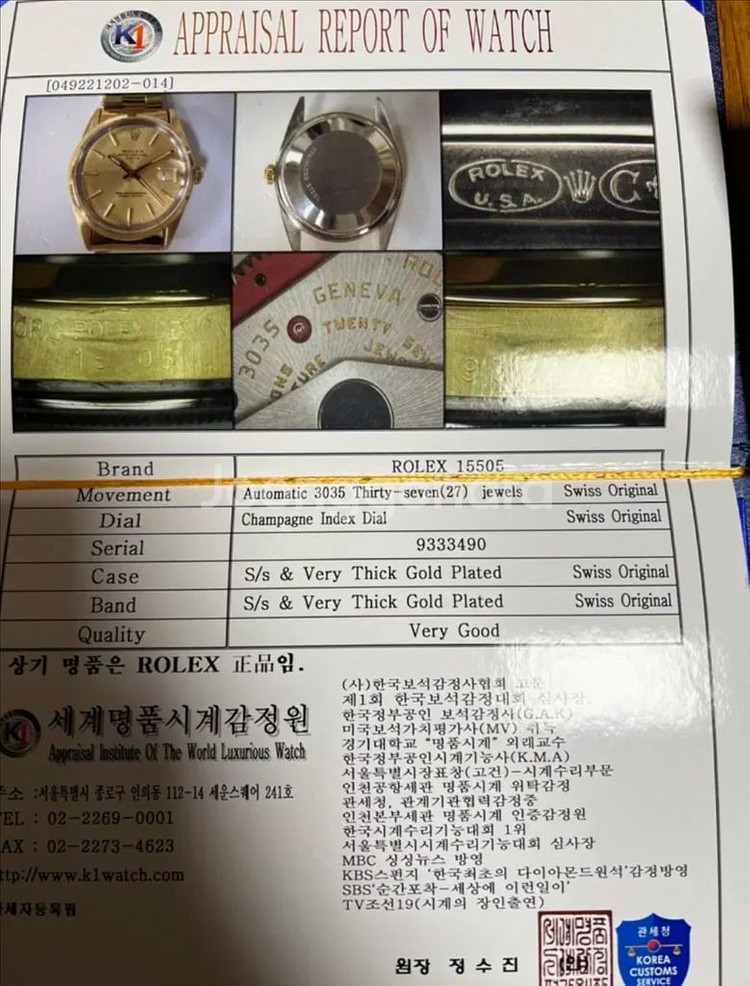 K1 APPRAISAL REPORT OF WATCH
[049221202-014]
ROLEX
ROLEX
U.S.A.
C
ORIG ROLEX
GENEVA
3035
TWENTY SEV
JEW
Brand ROLEX 15505
Movement Automatic 3035 Thirty-seven(27) jewels Swiss Original
Dial Champagne Index Dial Swiss Original
Serial 9333490
Case S/s & Very Thick Gold Plated Swiss Original
Band S/s & Very Thick Gold Plated Swiss Original
Quality Very Good
상기 명품은 ROLEX 正品임.
K1 세계명품시계감정원
Appraisal Institute Of The World Luxurious Watch
주소 :서울특별시 종로구 인의동 112-14 세운스퀘어 241호
TEL : 02-2269-0001
FAX : 02-2273-4623
http://www.k1watch.com
관세자등록필
(사)한국보석감정사협회 고문
제1회 한국보석감정대회 심사장
한국정부공인 보석감정사(G.A.K)
미국보석가치평가사(MV) 취득
경기대학교 “명품시계” 외래교수
한국정부공인시계기능사(K.M.A)
서울특별시장표창(고건)-시계수리부문
인천공항세관 명품시계 위탁감정
관세청, 관계기관협력감정중
인천본부세관 명품시계 인증감정원
한국시계수리기능대회 1위
서울특별시시계수리기능대회 심사장
MBC 싱싱뉴스 방영
KBS스펀지 ‘한국최초의 다이아몬드원석’감정방영
SBS‘순간포착-세상에 이런일이’
TV조선19(시계의 장인출연)
원장 정수진
관세청
KOREA
CUSTOMS
SERVICE